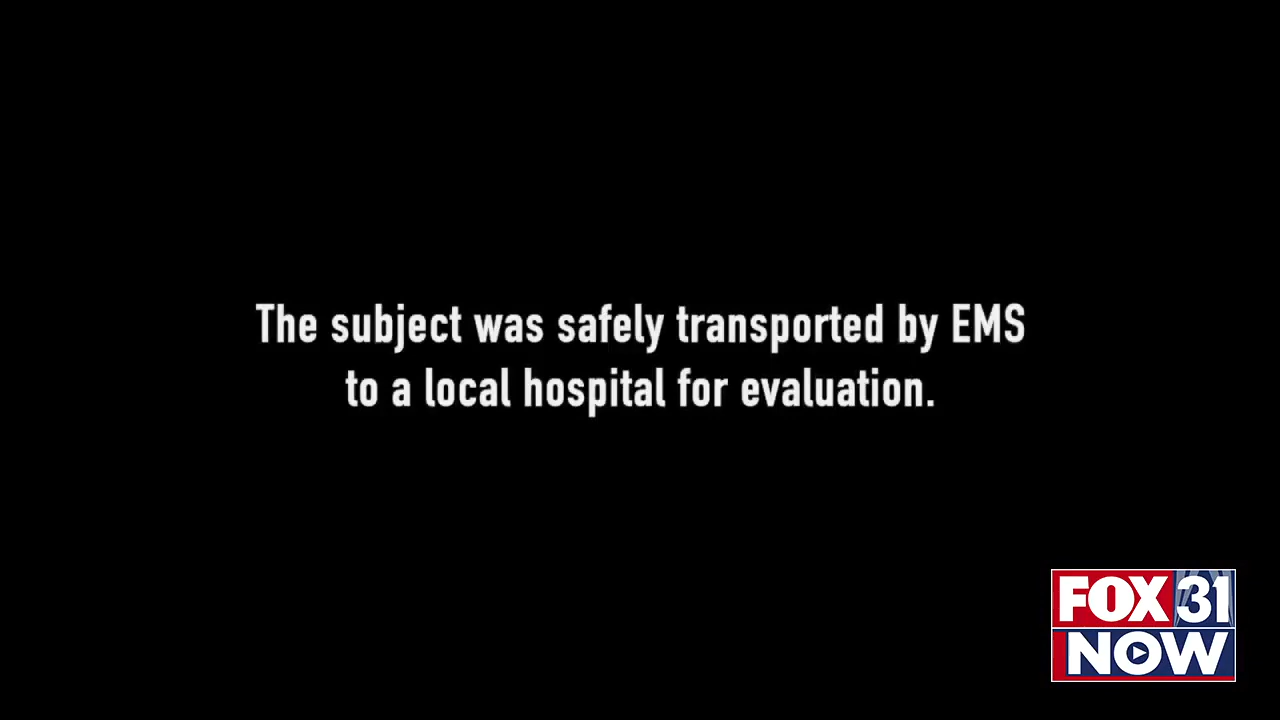 The subject was safely transported by EMS
to a local hospital for evaluation.
FOX 31
NOW